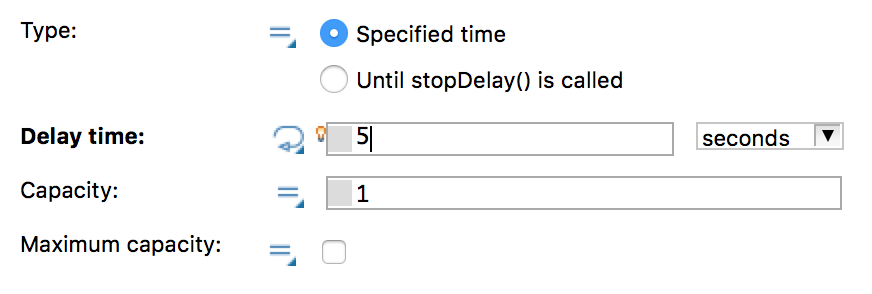 Type:
Specified time
Until stopDelay() is called
Delay time:
5
seconds
Capacity:
1
Maximum capacity: